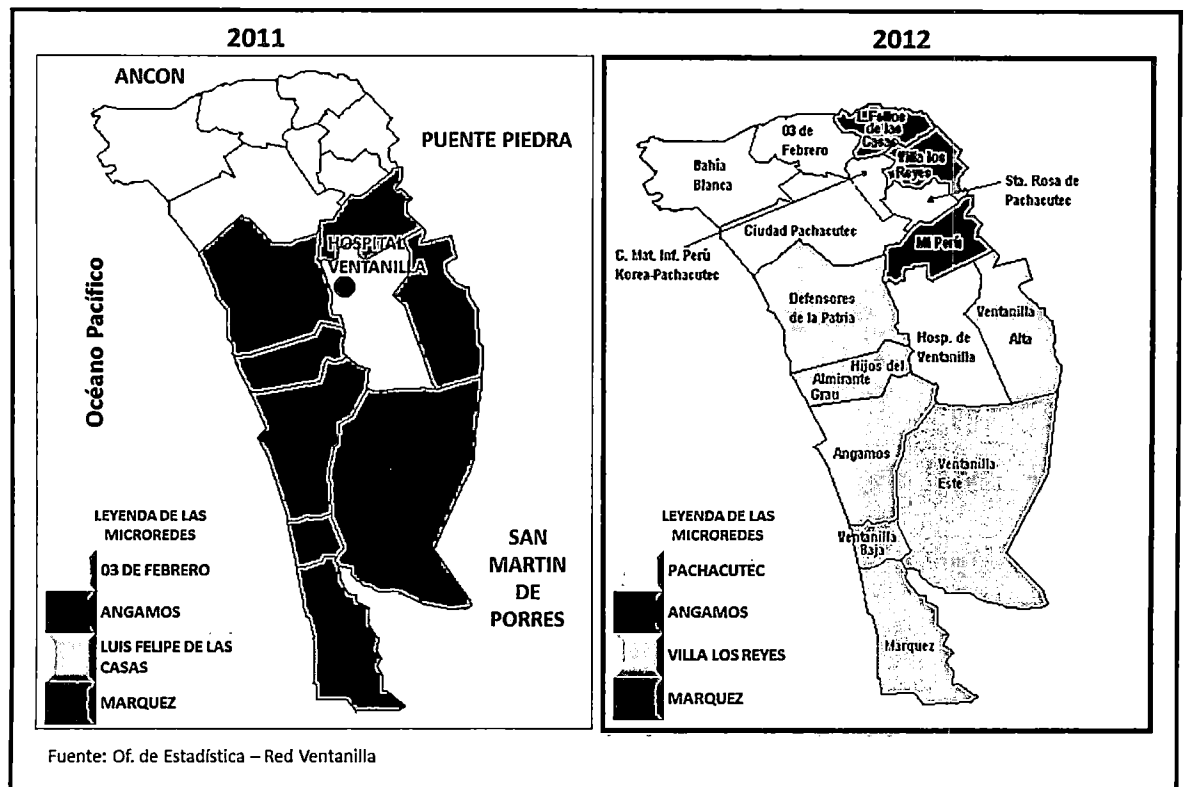 2011
ANCON
PUENTE PIEDRA
HOSPITAL
VENTANILLA
Océano Pacífico
SAN
MARTIN
DE
PORRES
LEYENDA DE LAS
MICROREDES
03 DE FEBRERO
ANGAMOS
LUIS FELIPE DE LAS
CASAS
MARQUEZ
2012
03 de
Febrero
de las
Casas
Villa los
Reyes
Bahía
Blanca
Sta. Rosa de
Pachacutec
Ciudad Pachacutec
Mi Perú
C. Mat. Inf. Perú
Korea-Pachacutec
Defensores
de la Patria
Ventanilla
Alta
Hosp. de
Ventanilla
Hijos del
Almirante
Grau
Angamos
Ventanilla
Este
Ventanilla
Baja
Marquez
LEYENDA DE LAS
MICROREDES
PACHACUTEC
ANGAMOS
VILLA LOS REYES
MARQUEZ
Fuente: Of. de Estadística – Red Ventanilla